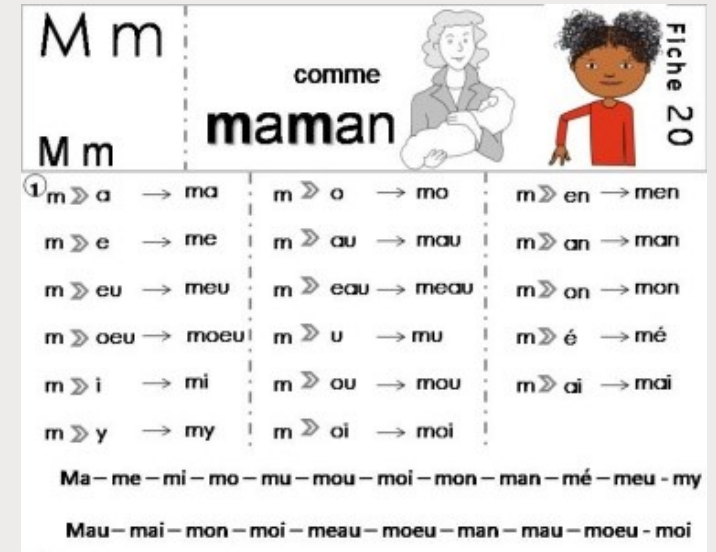 M m
M m
comme
maman
Fiche 20
1
m » a → ma
m » e → me
m » eu → meu
m » oeu → moeu
m » i → mi
m » y → my
m » o → mo
m » au → mau
m » eau → meau
m » u → mu
m » ou → mou
m » oi → moi
m » en → men
m » an → man
m » on → mon
m » é → mé
m » ai → mai
Ma – me – mi – mo – mu – mou – moi – mon – man – mé – meu - my
Mau – mai – mon – moi – meau – moeu – man – mau – moeu - moi